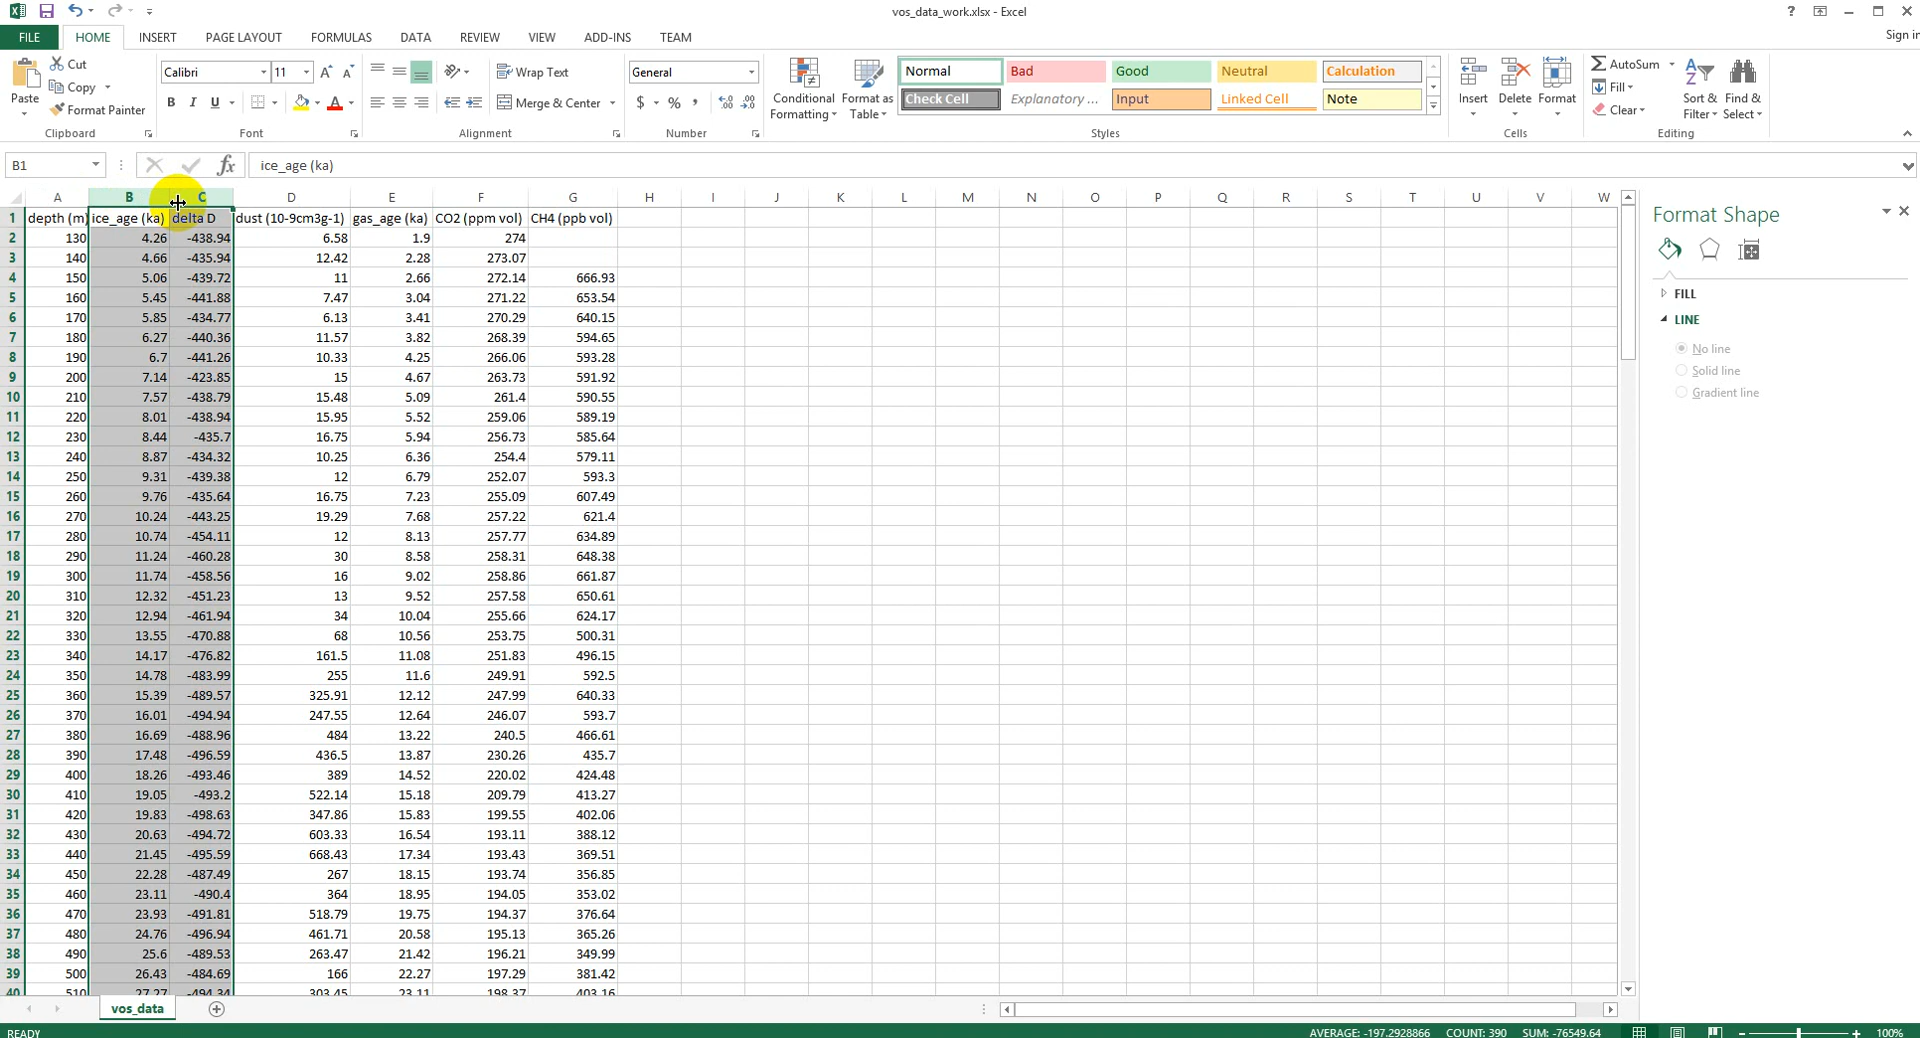 vos_data_work.xlsx - Excel
?
FILE HOME INSERT PAGE LAYOUT FORMULAS DATA REVIEW VIEW ADD-INS TEAM Sign in
Paste Cut Copy Format Painter Clipboard
Calibri 11 B I U A A A Font
Wrap Text Merge & Center Alignment
General $ % , Number
Conditional Formatting Format as Table
Normal Bad Good Neutral Calculation
Check Cell Explanatory ... Input Linked Cell Note
Styles
Insert Delete Format Cells
AutoSum Fill Clear Sort & Filter Find & Select Editing
B1 fx ice_age (ka)
A B C D E F G H I J K L M N O P Q R S T U V W
1 depth (m) ice_age (ka) delta D dust (10-9cm3g-1) gas_age (ka) CO2 (ppm vol) CH4 (ppb vol)
2 130 4.26 -438.94 6.58 1.9 274
3 140 4.66 -435.94 12.42 2.28 273.07
4 150 5.06 -439.72 11 2.66 272.14 666.93
5 160 5.45 -441.88 7.47 3.04 271.22 653.54
6 170 5.85 -434.77 6.13 3.41 270.29 640.15
7 180 6.27 -440.36 11.57 3.82 268.39 594.65
8 190 6.7 -441.26 10.33 4.25 266.06 593.28
9 200 7.14 -423.85 15 4.67 263.73 591.92
10 210 7.57 -438.79 15.48 5.09 261.4 590.55
11 220 8.01 -438.94 15.95 5.52 259.06 589.19
12 230 8.44 -435.7 16.75 5.94 256.73 585.64
13 240 8.87 -434.32 10.25 6.36 254.4 579.11
14 250 9.31 -439.38 12 6.79 252.07 593.3
15 260 9.76 -435.64 16.75 7.23 255.09 607.49
16 270 10.24 -443.25 19.29 7.68 257.22 621.4
17 280 10.74 -454.11 12 8.13 257.77 634.89
18 290 11.24 -460.28 30 8.58 258.31 648.38
19 300 11.74 -458.56 16 9.02 258.86 661.87
20 310 12.32 -451.23 13 9.52 257.58 650.61
21 320 12.94 -461.94 34 10.04 255.66 624.17
22 330 13.55 -470.88 68 10.56 253.75 500.31
23 340 14.17 -476.82 161.5 11.08 251.83 496.15
24 350 14.78 -483.99 255 11.6 249.91 592.5
25 360 15.39 -489.57 325.91 12.12 247.99 640.33
26 370 16.01 -494.94 247.55 12.64 246.07 593.7
27 380 16.69 -488.96 484 13.22 240.5 466.61
28 390 17.48 -496.59 436.5 13.87 230.26 435.7
29 400 18.26 -493.46 389 14.52 220.02 424.48
30 410 19.05 -493.2 522.14 15.18 209.79 413.27
31 420 19.83 -498.63 347.86 15.83 199.55 402.06
32 430 20.63 -494.72 603.33 16.54 193.11 388.12
33 440 21.45 -495.59 668.43 17.34 193.43 369.51
34 450 22.28 -487.49 267 18.15 193.74 356.85
35 460 23.11 -490.4 364 18.95 194.05 353.02
36 470 23.93 -491.81 518.79 19.75 194.37 376.64
37 480 24.76 -496.94 461.71 20.58 195.13 365.26
38 490 25.6 -489.53 263.47 21.42 196.21 349.99
39 500 26.43 -484.69 166 22.27 197.29 381.42
40 510 27.27 -494.34 303.45 23.11 198.37 403.16
Format Shape
FILL
LINE
No line
Solid line
Gradient line
vos_data
READY AVERAGE: -197.2928866 COUNT: 390 SUM: -76549.64 100%